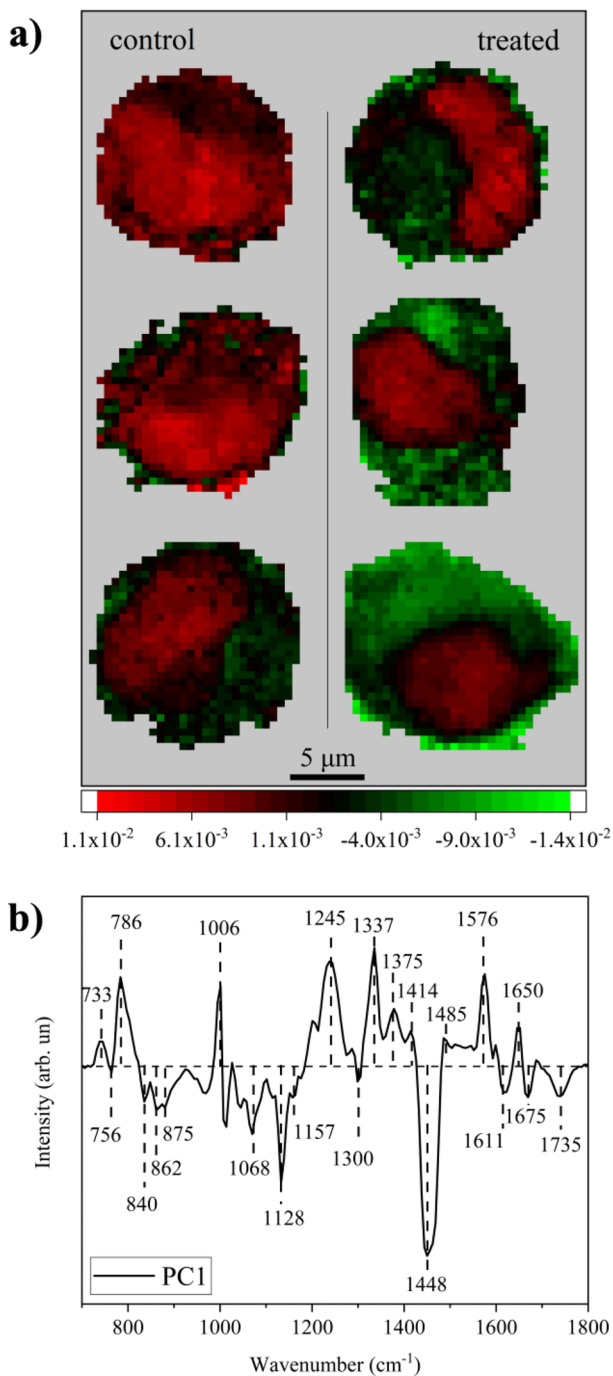 a)
control treated
5 μm
1.1x10⁻² 6.1x10⁻³ 1.1x10⁻³ -4.0x10⁻³ -9.0x10⁻³ -1.4x10⁻²
b)
733 786 1006 1245 1337 1375 1414 1485 1576 1650
756 840 862 875 1068 1128 1157 1300 1448 1611 1675 1735
Intensity (arb. un)
PC1
800 1000 1200 1400 1600 1800
Wavenumber (cm⁻¹)